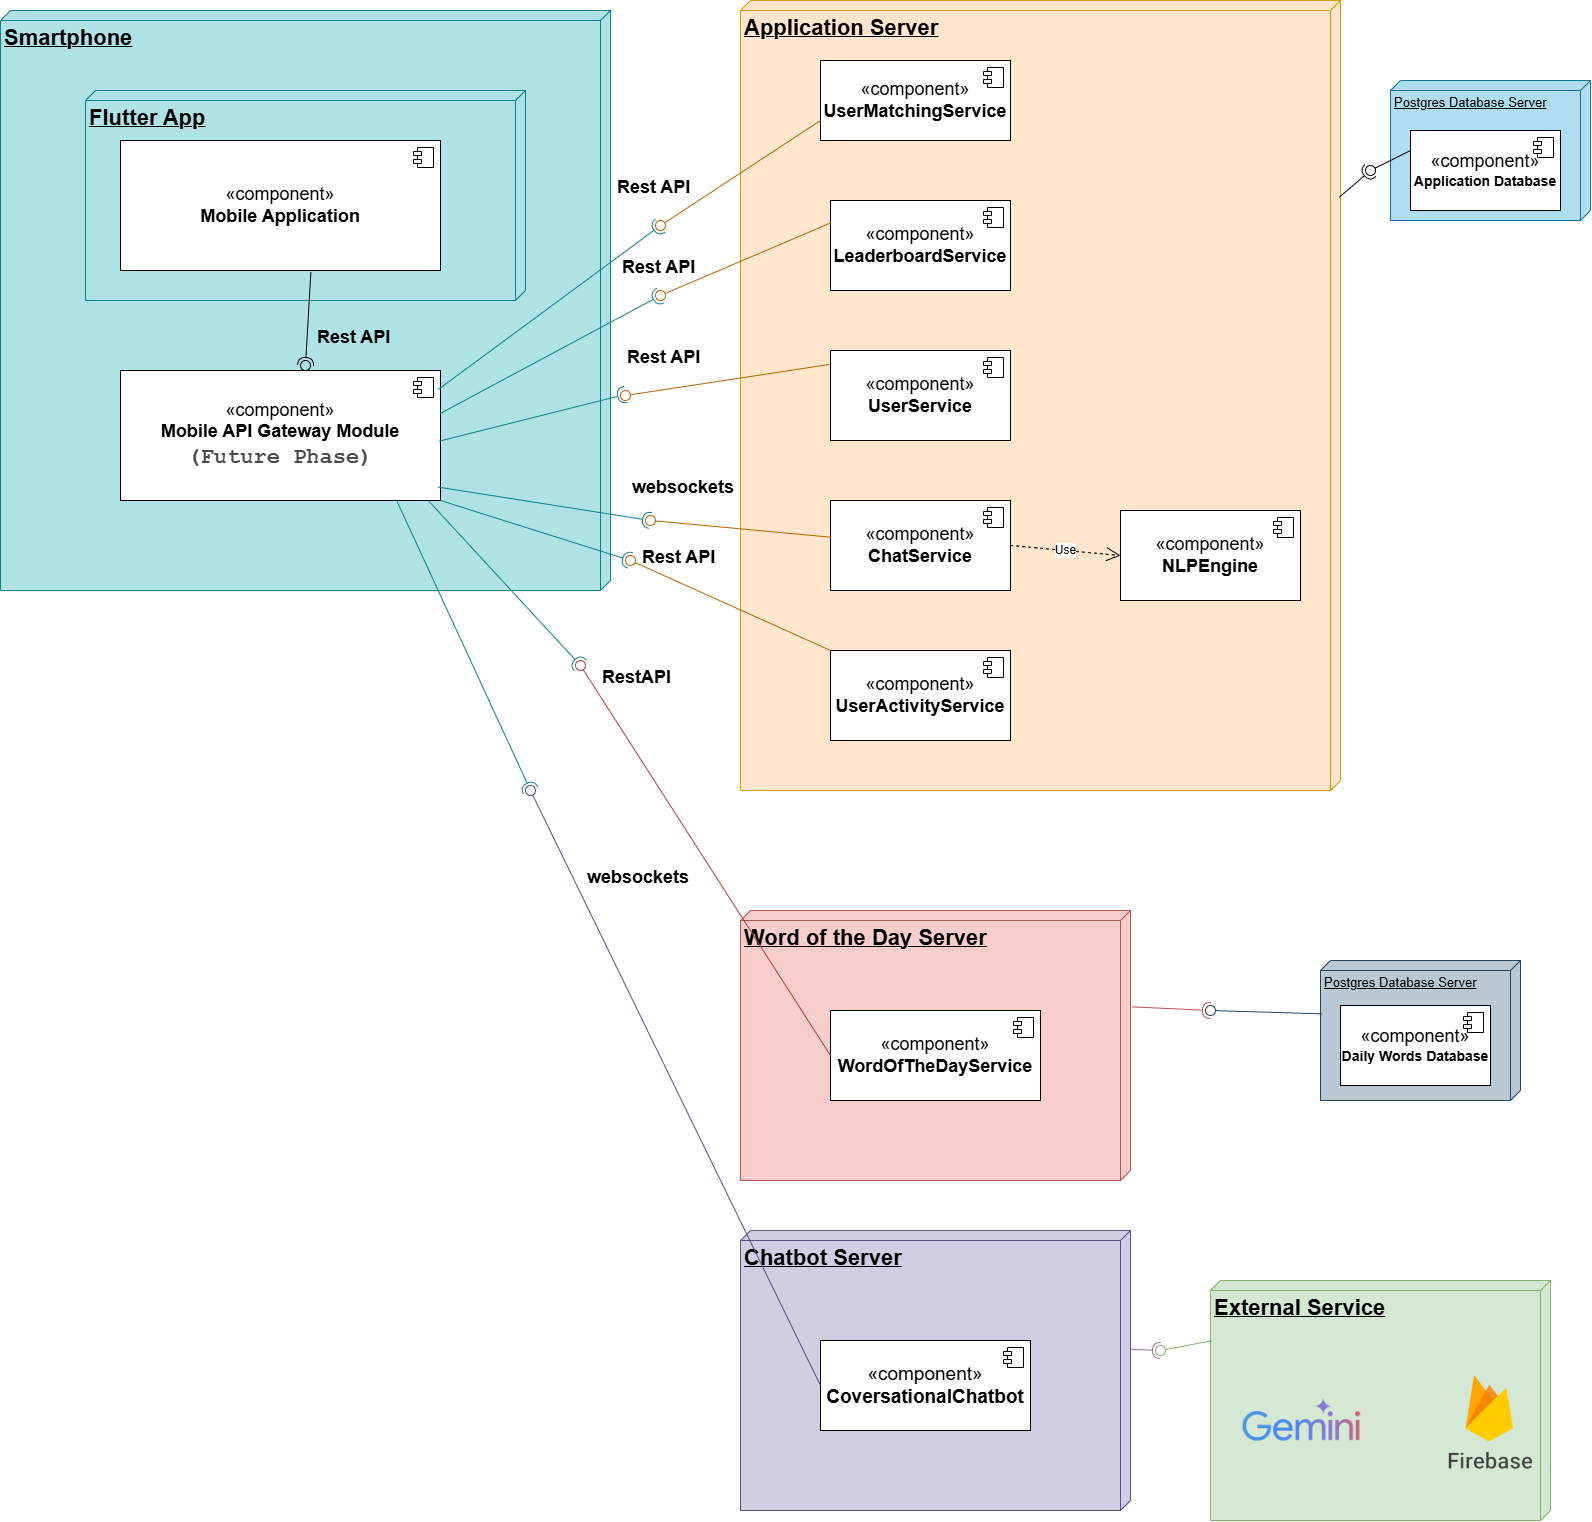 Smartphone
Flutter App
«component»
Mobile Application
Rest API
«component»
Mobile API Gateway Module
(Future Phase)
Rest API
Rest API
Rest API
websockets
Rest API
RestAPI
websockets
Application Server
«component»
UserMatchingService
«component»
LeaderboardService
«component»
UserService
«component»
ChatService
Use
«component»
NLPEngine
«component»
UserActivityService
Postgres Database Server
«component»
Application Database
Word of the Day Server
«component»
WordOfTheDayService
Postgres Database Server
«component»
Daily Words Database
Chatbot Server
«component»
CoversationalChatbot
External Service
Gemini
Firebase